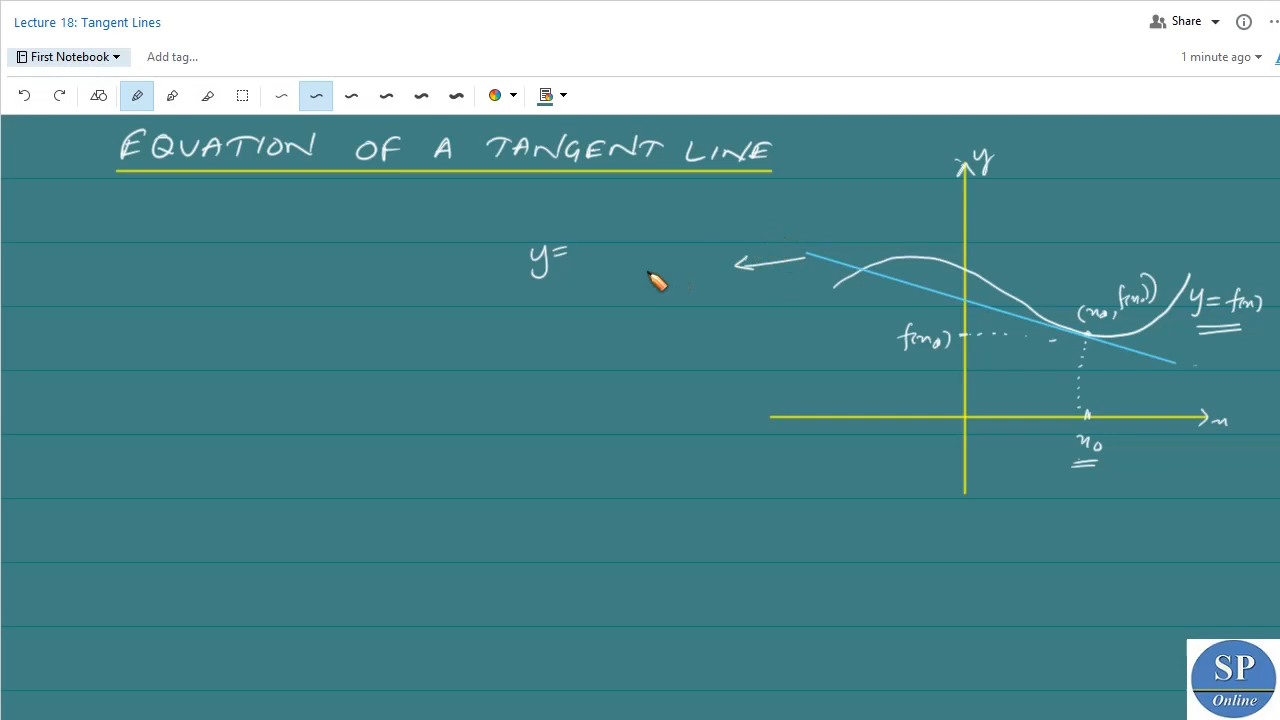 Lecture 18: Tangent Lines
Share
First Notebook
Add tag...
1 minute ago
EQUATION OF A TANGENT LINE
y
y=
(x₀, f(x₀))
y = f(x)
f(x₀)
x
x₀
SP
Online